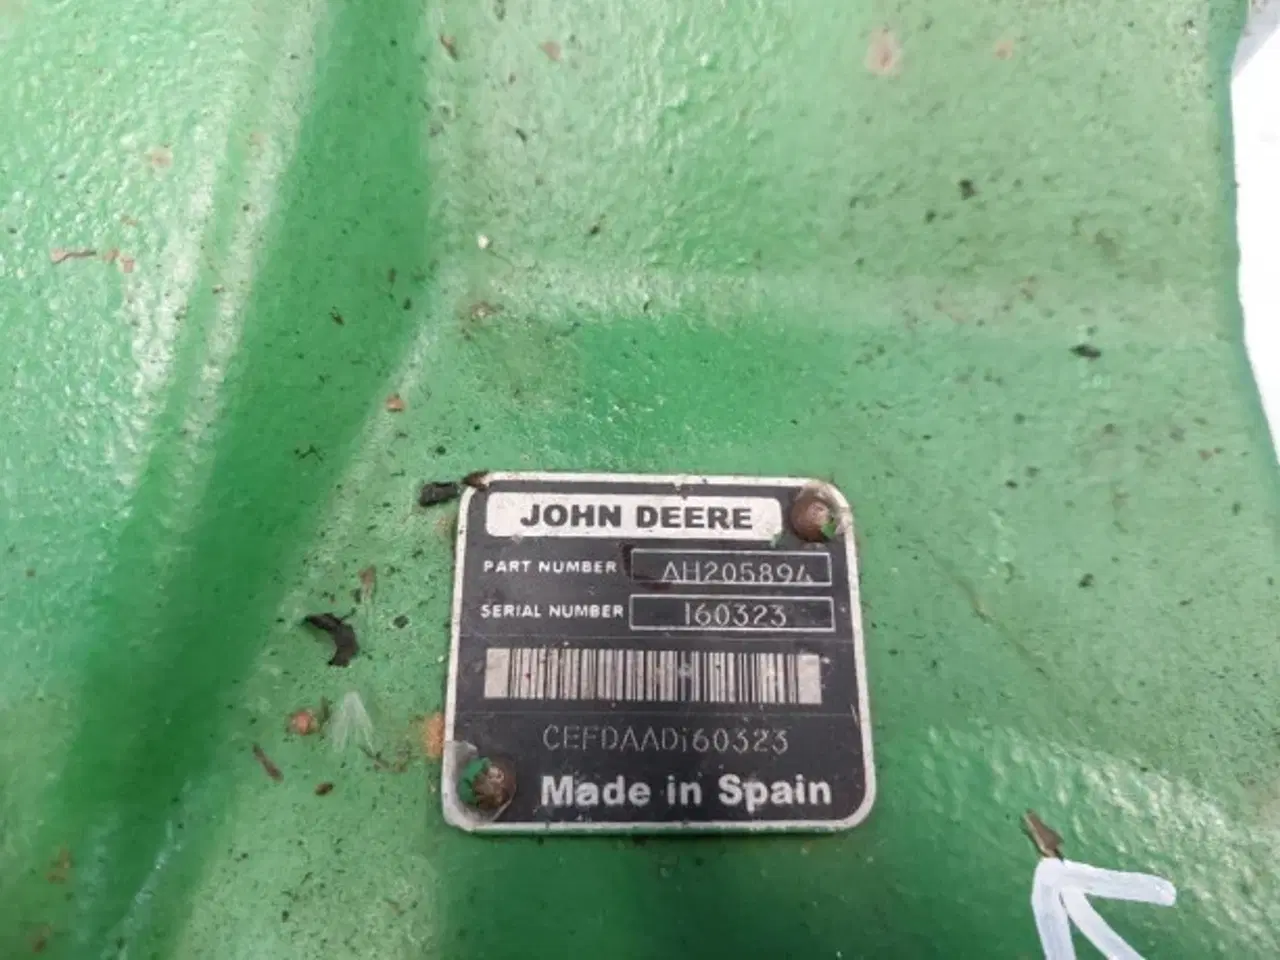 JOHN DEERE
PART NUMBER AH205894
SERIAL NUMBER 160323
CEFDAAD160323
Made in Spain